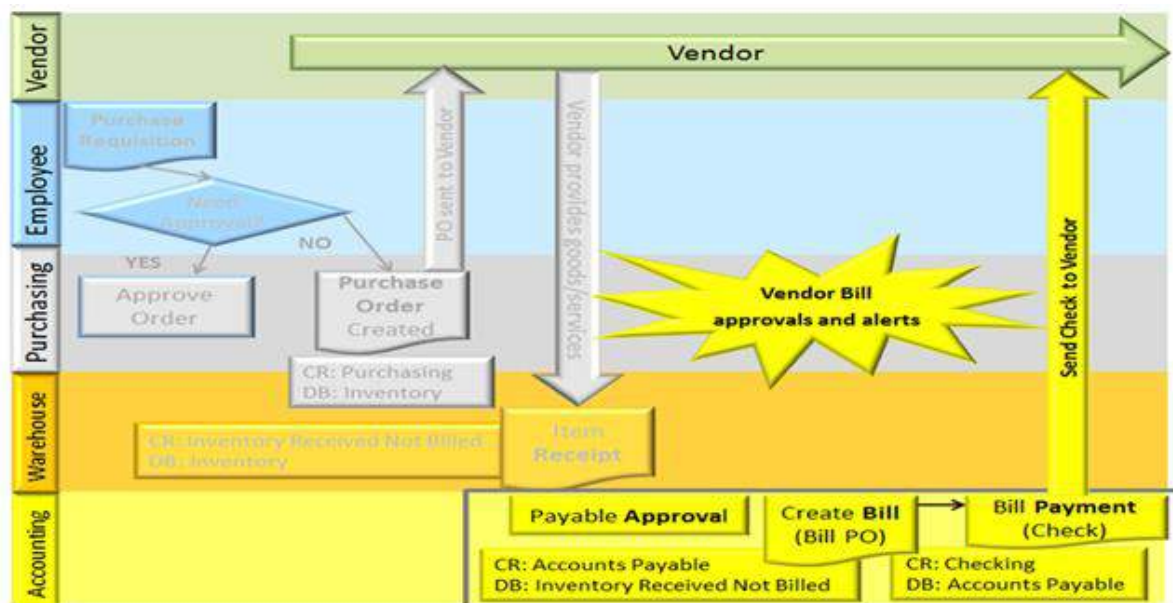 Vendor
Vendor
Employee
Purchase
Requisition
Need
Approval?
YES
NO
PO sent to Vendor
Vendor provides goods/services
Purchasing
Approve
Order
Purchase
Order
Created
Vendor Bill
approvals and alerts
Send Check to Vendor
CR: Purchasing
DB: Inventory
Warehouse
CR: Inventory Received Not Billed
DB: Inventory
Item
Receipt
Accounting
Payable Approval
Create Bill
(Bill PO)
Bill Payment
(Check)
CR: Accounts Payable
DB: Inventory Received Not Billed
CR: Checking
DB: Accounts Payable